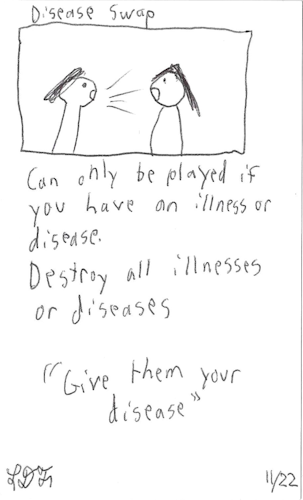 Disease Swap
Can only be played if
you have an illness or
disease.
Destroy all illnesses
or diseases
"Give them your
disease"
11/22